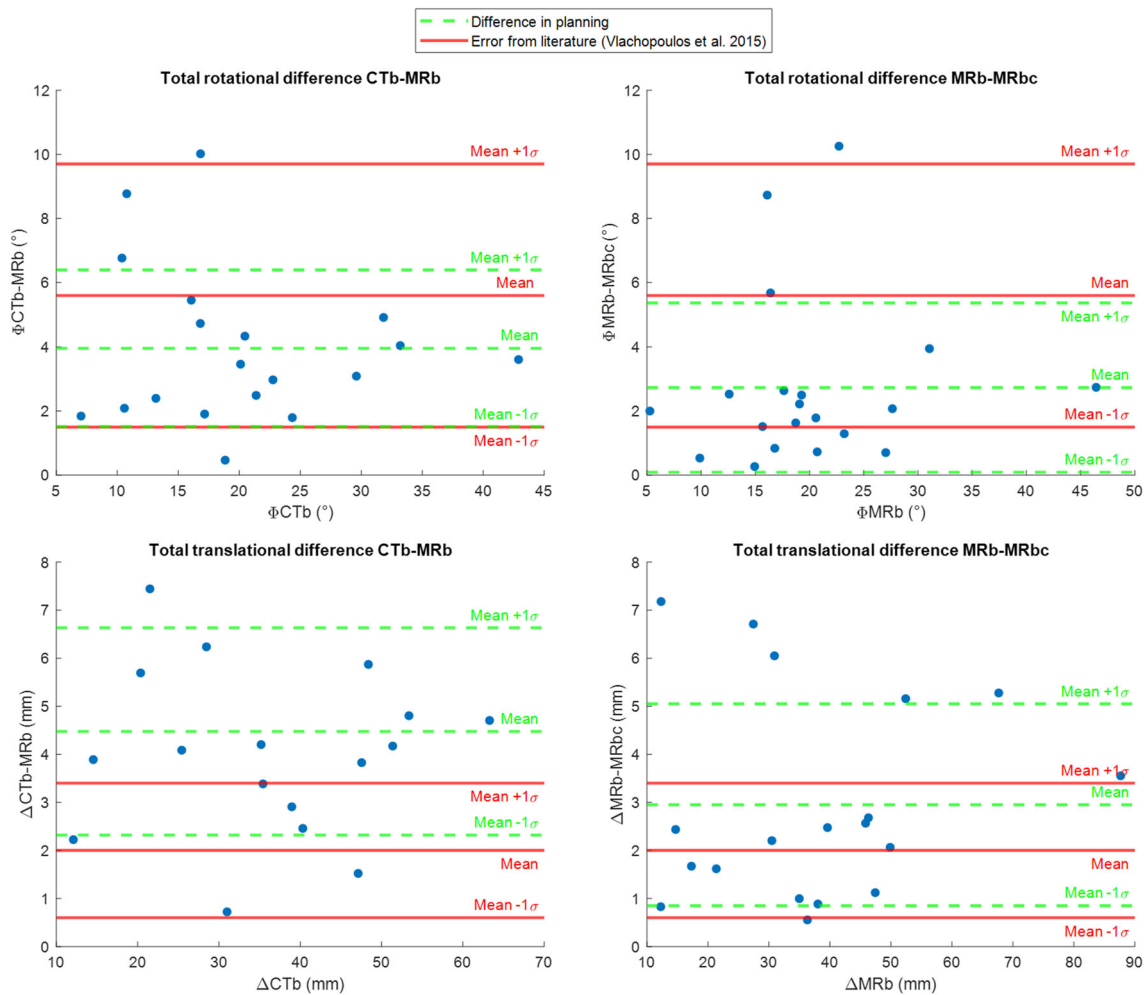 Difference in planning
Error from literature (Vlachopoulos et al. 2015)
Total rotational difference CTb-MRb
12
10
8
6
4
2
0
ΦCTb-MRb (°)
Mean +1σ
Mean +1σ
Mean
Mean
Mean -1σ
Mean -1σ
5 10 15 20 25 30 35 40 45
ΦCTb (°)
Total rotational difference MRb-MRbc
12
10
8
6
4
2
0
ΦMRb-MRbc (°)
Mean +1σ
Mean
Mean +1σ
Mean
Mean -1σ
Mean -1σ
5 10 15 20 25 30 35 40 45 50
ΦMRb (°)
Total translational difference CTb-MRb
8
7
6
5
4
3
2
1
0
ΔCTb-MRb (mm)
Mean +1σ
Mean
Mean +1σ
Mean -1σ
Mean
Mean -1σ
10 20 30 40 50 60 70
ΔCTb (mm)
Total translational difference MRb-MRbc
8
7
6
5
4
3
2
1
0
ΔMRb-MRbc (mm)
Mean +1σ
Mean +1σ
Mean
Mean
Mean -1σ
Mean -1σ
10 20 30 40 50 60 70 80 90
ΔMRb (mm)